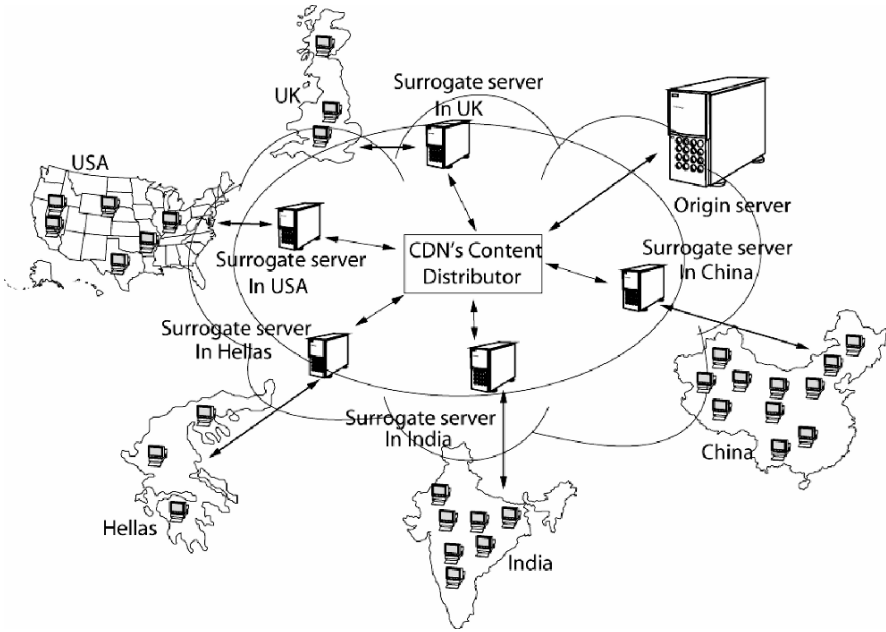 UK
Surrogate server
In UK
USA
Origin server
Surrogate server
In USA
CDN's Content
Distributor
Surrogate server
In China
Surrogate server
In Hellas
Surrogate server
In India
China
Hellas
India